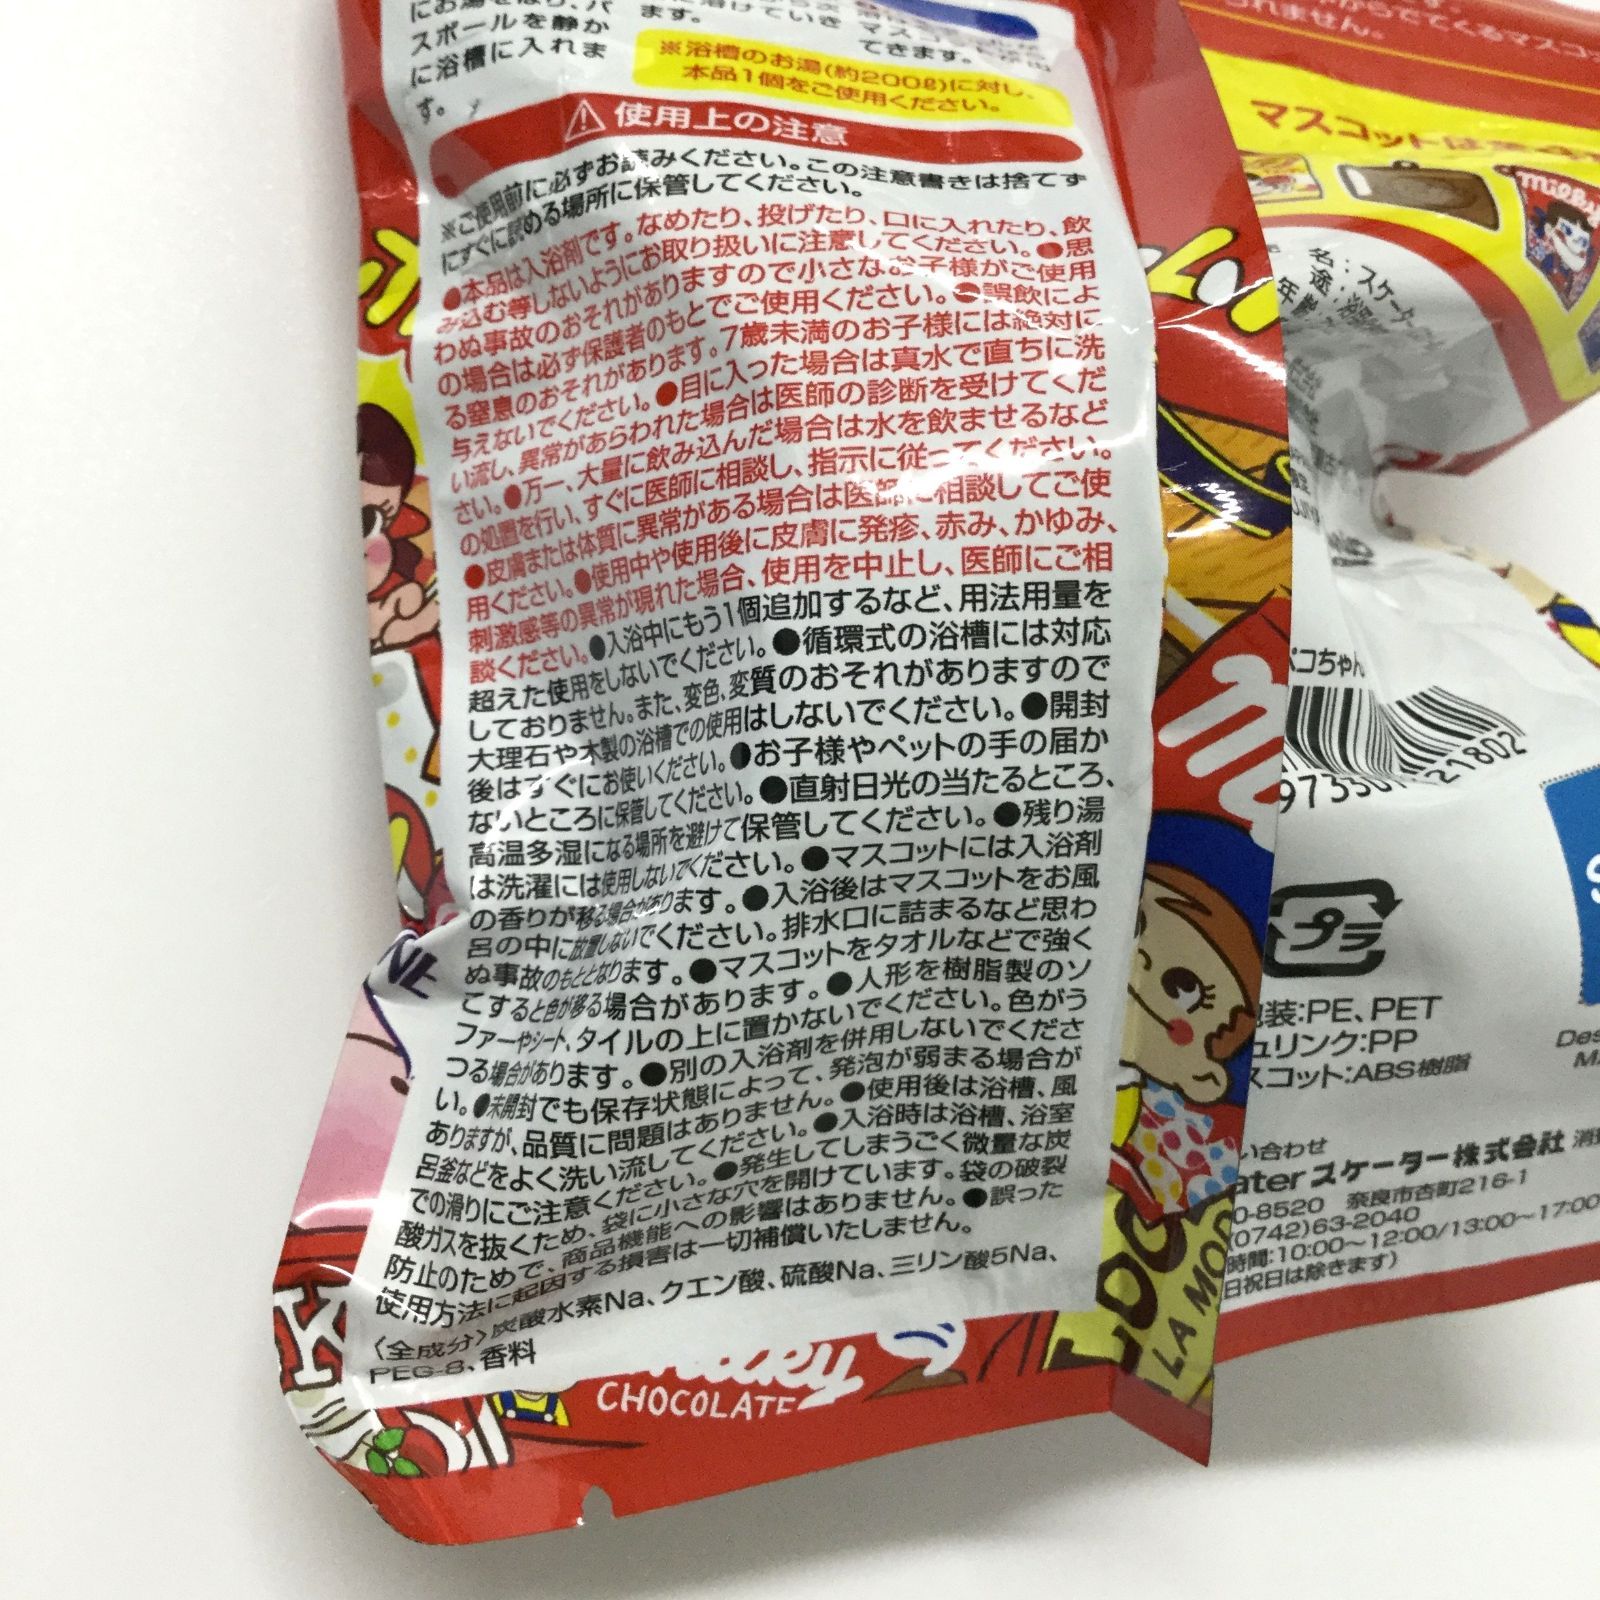 スポールを静か
に浴槽に入れま
す。
ます。
てきます。
※浴槽のお湯(約200ℓ)に対し、
本品1個をご使用ください。
使用上の注意
※ご使用前に必ずお読みください。この注意書きは捨てず
にすぐに読める場所に保管してください。
●本品は入浴剤です。なめたり、投げたり、口に入れたり、飲
み込む等しないようにお取り扱いに注意してください。●思
わぬ事故のおそれがありますので小さなお子様がご使用
の場合は必ず保護者のもとでご使用ください。●誤飲によ
る窒息のおそれがあります。7歳未満のお子様には絶対に
与えないでください。●目に入った場合は真水で直ちに洗
い流し、異常があらわれた場合は医師の診断を受けてくだ
さい。●万一、大量に飲み込んだ場合は水を飲ませるなど
の処置を行い、すぐに医師に相談し、指示に従ってください。
●皮膚または体質に異常がある場合は医師に相談してご使
用ください。●使用中や使用後に皮膚に発疹、赤み、かゆみ、
刺激感等の異常が現れた場合、使用を中止し、医師にご相
談ください。●入浴中にもう1個追加するなど、用法用量を
超えた使用をしないでください。●循環式の浴槽には対応
しておりません。また、変色、変質のおそれがありますので
大理石や木製の浴槽での使用はしないでください。●開封
後はすぐにお使いください。●お子様やペットの手の届か
ないところに保管してください。●直射日光の当たるところ、
高温多湿になる場所を避けて保管してください。●残り湯
は洗濯には使用しないでください。●マスコットには入浴剤
の香りが移る場合があります。●入浴後はマスコットをお風
呂の中に放置しないでください。排水口に詰まるなど思わ
ぬ事故のもととなります。●マスコットをタオルなどで強く
こすると色が移る場合があります。●人形を樹脂製のソ
ファーやシート、タイルの上に置かないでください。色がう
つる場合があります。●別の入浴剤を併用しないでくださ
い。●未開封でも保存状態によって、発泡が弱まる場合が
ありますが、品質に問題はありません。●使用後は浴槽、風
呂釜などをよく洗い流してください。●入浴時は浴槽、浴室
での滑りにご注意ください。●発生してしまうごく微量な炭
酸ガスを抜くため、袋に小さな穴を開けています。袋の破裂
防止のためで、商品機能への影響はありません。●誤った
使用方法に起因する損害は一切補償いたしません。
〈全成分〉炭酸水素Na、クエン酸、硫酸Na、三リン酸5Na、
PEG-8、香料
CHOCOLATE
LA MOR
からでてくるマスコッ
られません。
マスコットは全4
Milky
名：スケーター
ペコちゃん
21802
プラ
装：PE、PET
ュリンク：PP
スコット：ABS樹脂
い合わせ
ater スケーター株式会社
0-8520 奈良市杏町216-1
(0742)63-2040
時間：10:00～12:00/13:00～17:00
日祝日は除きます)